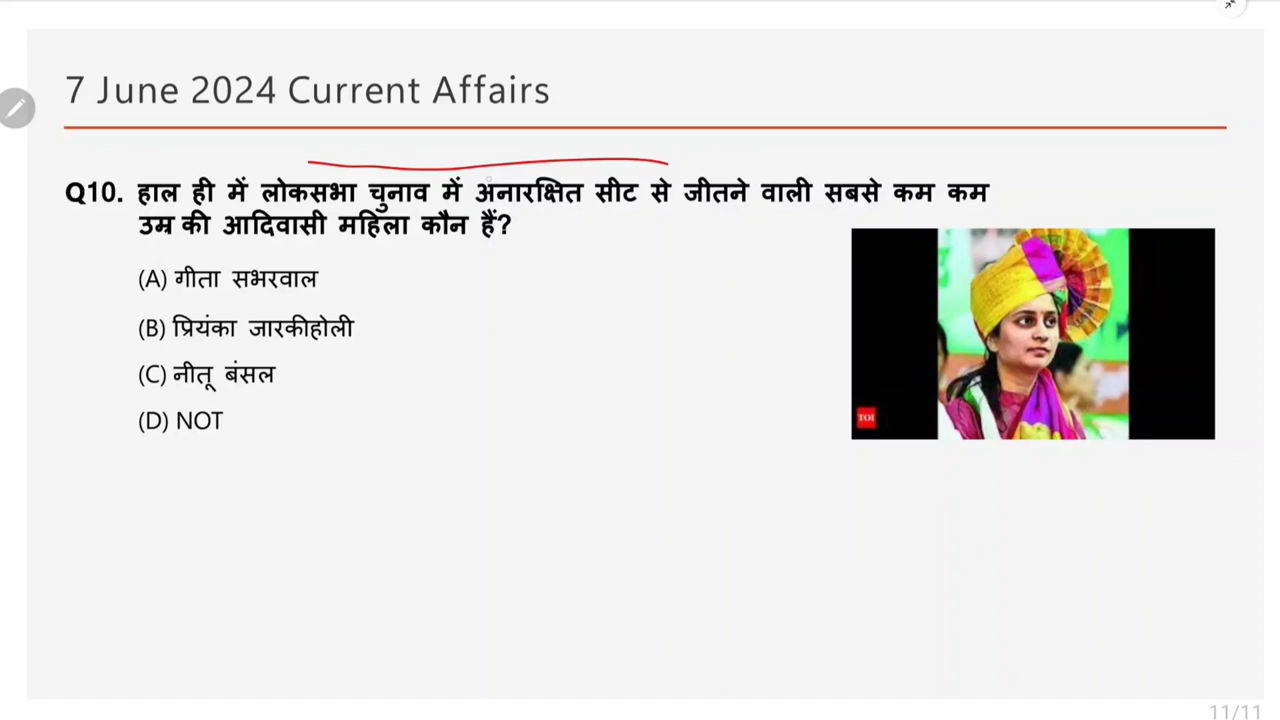 7 June 2024 Current Affairs
Q10. हाल ही में लोकसभा चुनाव में अनारक्षित सीट से जीतने वाली सबसे कम कम
उम्र की आदिवासी महिला कौन हैं?
(A) गीता सभरवाल
(B) प्रियंका जारकीहोली
(C) नीतू बंसल
(D) NOT
TOI
11/11